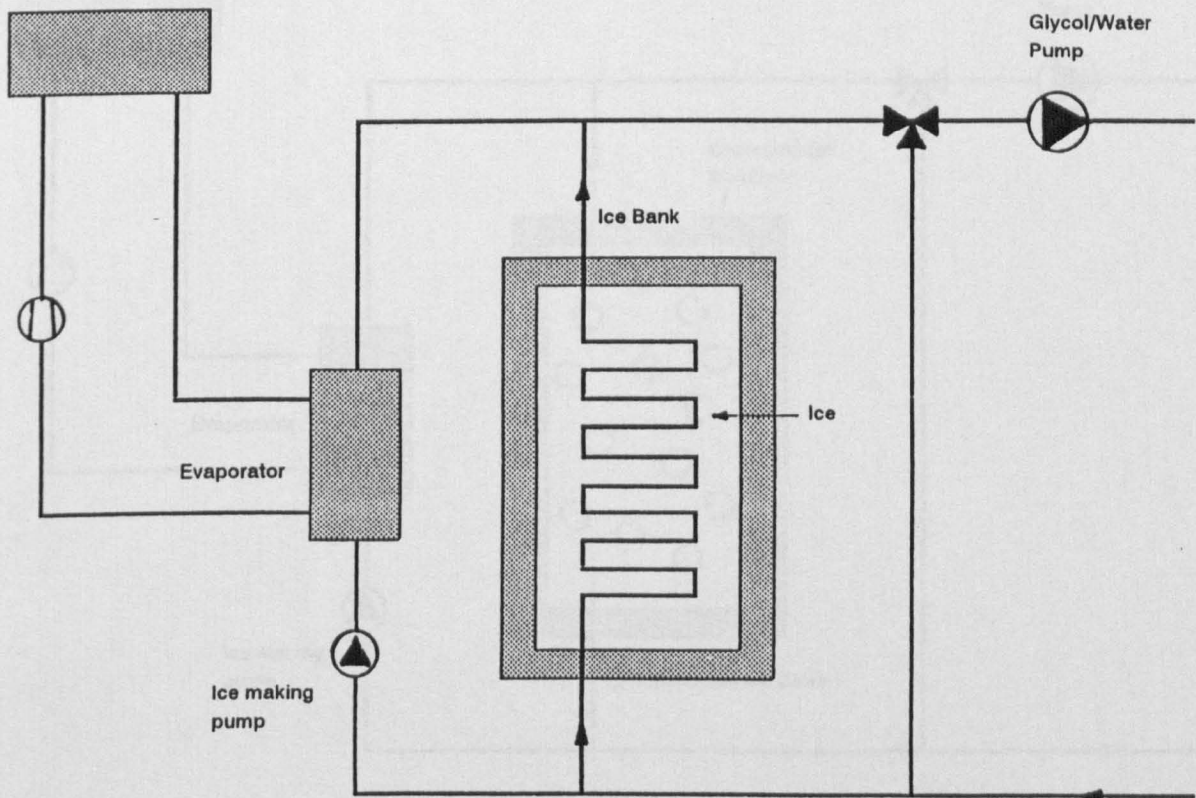 Glycol/Water
Pump
Ice Bank
Ice
Evaporator
Ice making
pump